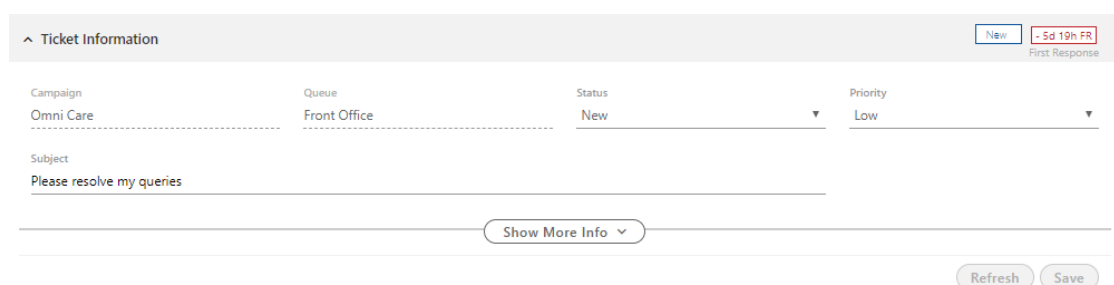 Ticket Information
New
- 5d 19h FR
First Response
Campaign
Queue
Status
Priority
Omni Care
Front Office
New
Low
Subject
Please resolve my queries
Show More Info
Refresh
Save